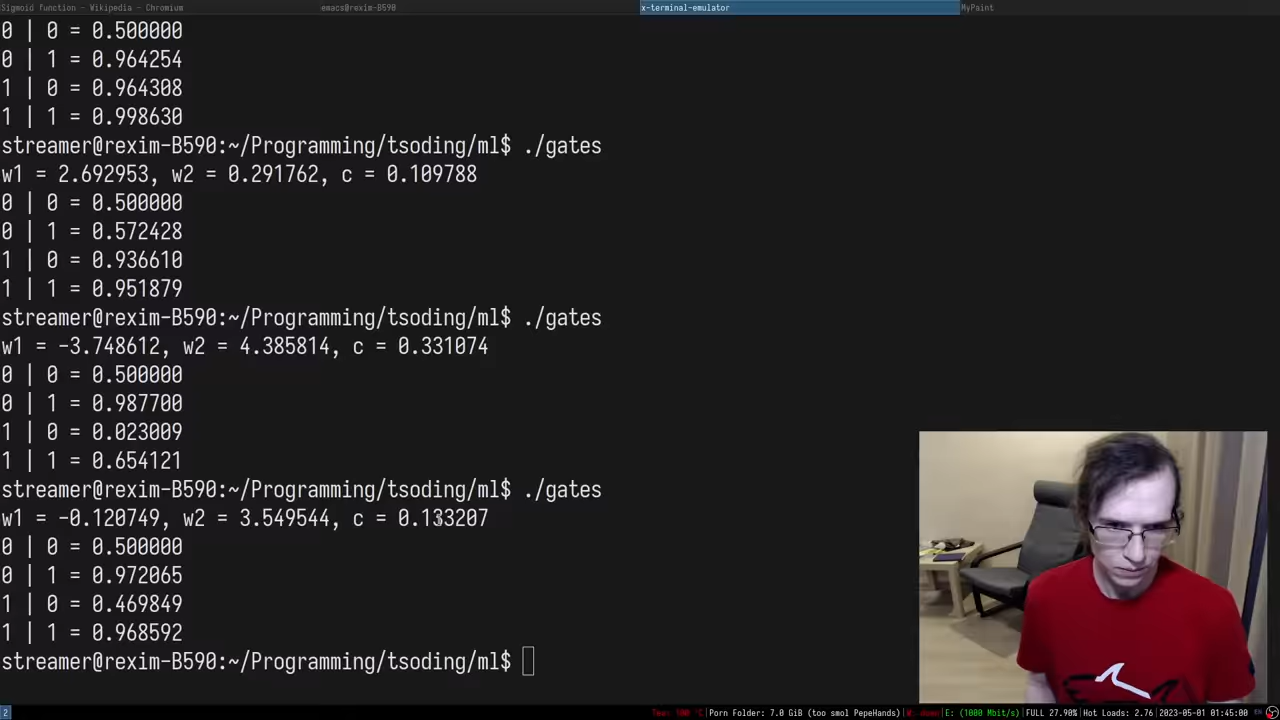 Sigmoid function - Wikipedia - Chromium
emacs@rexim-B590
x-terminal-emulator
MyPaint
0 | 0 = 0.500000
0 | 1 = 0.964254
1 | 0 = 0.964308
1 | 1 = 0.998630
streamer@rexim-B590:~/Programming/tsoding/ml$ ./gates
w1 = 2.692953, w2 = 0.291762, c = 0.109788
0 | 0 = 0.500000
0 | 1 = 0.572428
1 | 0 = 0.936610
1 | 1 = 0.951879
streamer@rexim-B590:~/Programming/tsoding/ml$ ./gates
w1 = -3.748612, w2 = 4.385814, c = 0.331074
0 | 0 = 0.500000
0 | 1 = 0.987700
1 | 0 = 0.023009
1 | 1 = 0.654121
streamer@rexim-B590:~/Programming/tsoding/ml$ ./gates
w1 = -0.120749, w2 = 3.549544, c = 0.133207
0 | 0 = 0.500000
0 | 1 = 0.972065
1 | 0 = 0.469849
1 | 1 = 0.968592
streamer@rexim-B590:~/Programming/tsoding/ml$
2
Porn Folder: 7.0 GiB (too smol PepeHands)|W: down|E: (1000 Mbit/s)|FULL 27.90%|Hot Loads: 2.76|2023-05-01 01:45:00